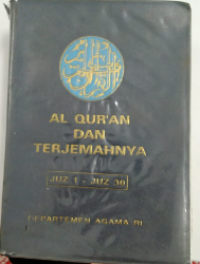 AL QUR'AN
DAN
TERJEMAHNYA
JUZ 1 - JUZ 30
DEPARTEMEN AGAMA RI